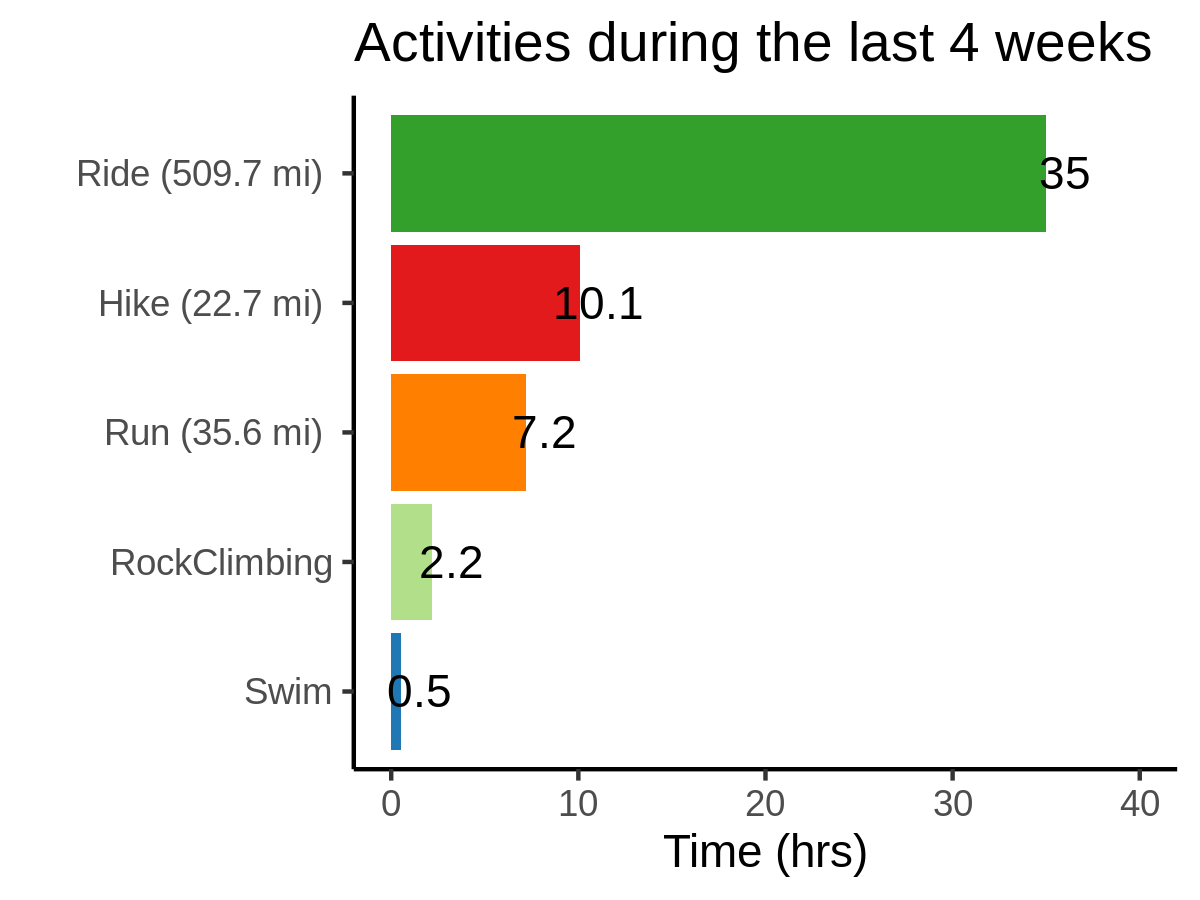 Activities during the last 4 weeks
Ride (509.7 mi)
35
Hike (22.7 mi)
10.1
Run (35.6 mi)
7.2
RockClimbing
2.2
Swim
0.5
0 10 20 30 40
Time (hrs)